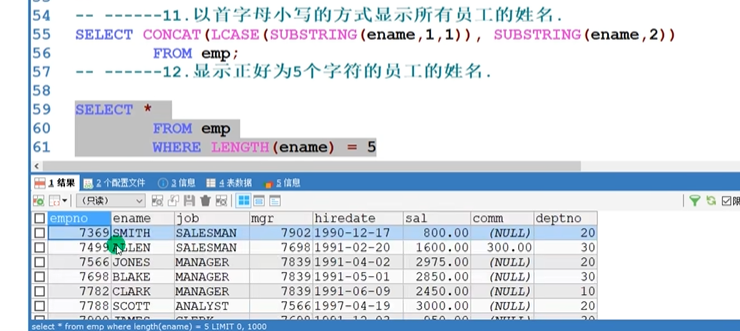 54 -- ------11.以首字母小写的方式显示所有员工的姓名.
55 SELECT CONCAT(LCASE(SUBSTRING(ename,1,1)), SUBSTRING(ename,2))
56 FROM emp;
57 -- ------12.显示正好为5个字符的员工的姓名.
58
59 SELECT *
60 FROM emp
61 WHERE LENGTH(ename) = 5
1 结果 2 个配置文件 3 信息 4 表数据 5 信息
(只读)
empno ename job mgr hiredate sal comm deptno
7369 SMITH SALESMAN 7902 1990-12-17 800.00 (NULL) 20
7499 ALLEN SALESMAN 7698 1991-02-20 1600.00 300.00 30
7566 JONES MANAGER 7839 1991-04-02 2975.00 (NULL) 20
7698 BLAKE MANAGER 7839 1991-05-01 2850.00 (NULL) 30
7782 CLARK MANAGER 7839 1991-06-09 2450.00 (NULL) 10
7788 SCOTT ANALYST 7566 1997-04-19 3000.00 (NULL) 20
select * from emp where length(ename) = 5 LIMIT 0, 1000